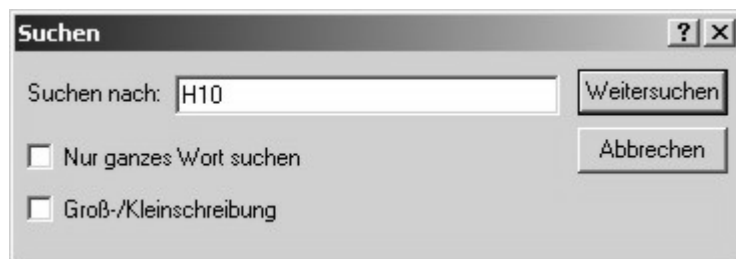 Suchen
Suchen nach: H10 Weitersuchen
Nur ganzes Wort suchen Abbrechen
Groß-/Kleinschreibung